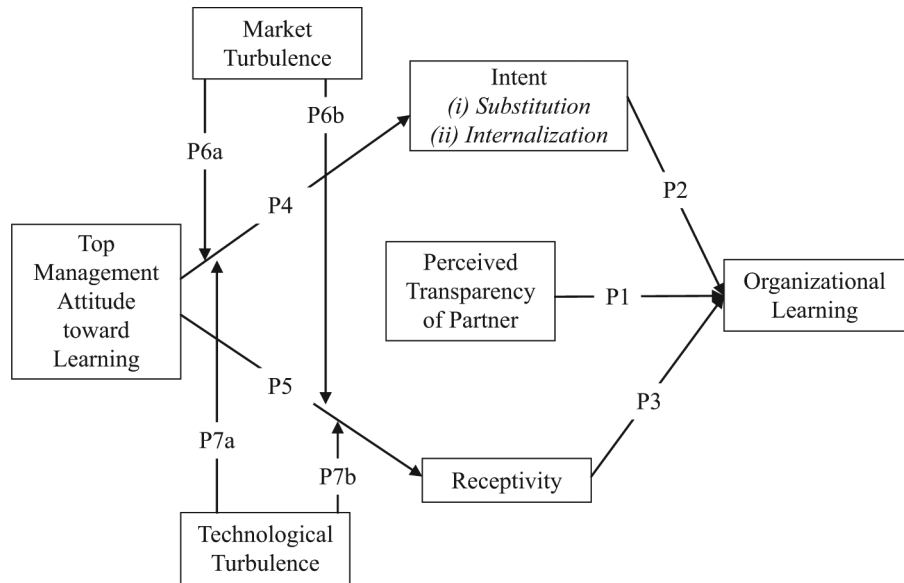 Market
Turbulence
Intent
(i) Substitution
(ii) Internalization
P6a
P6b
P4
P2
Top
Management
Attitude
toward
Learning
Perceived
Transparency
of Partner
P1
Organizational
Learning
P5
P3
P7a
P7b
Receptivity
Technological
Turbulence